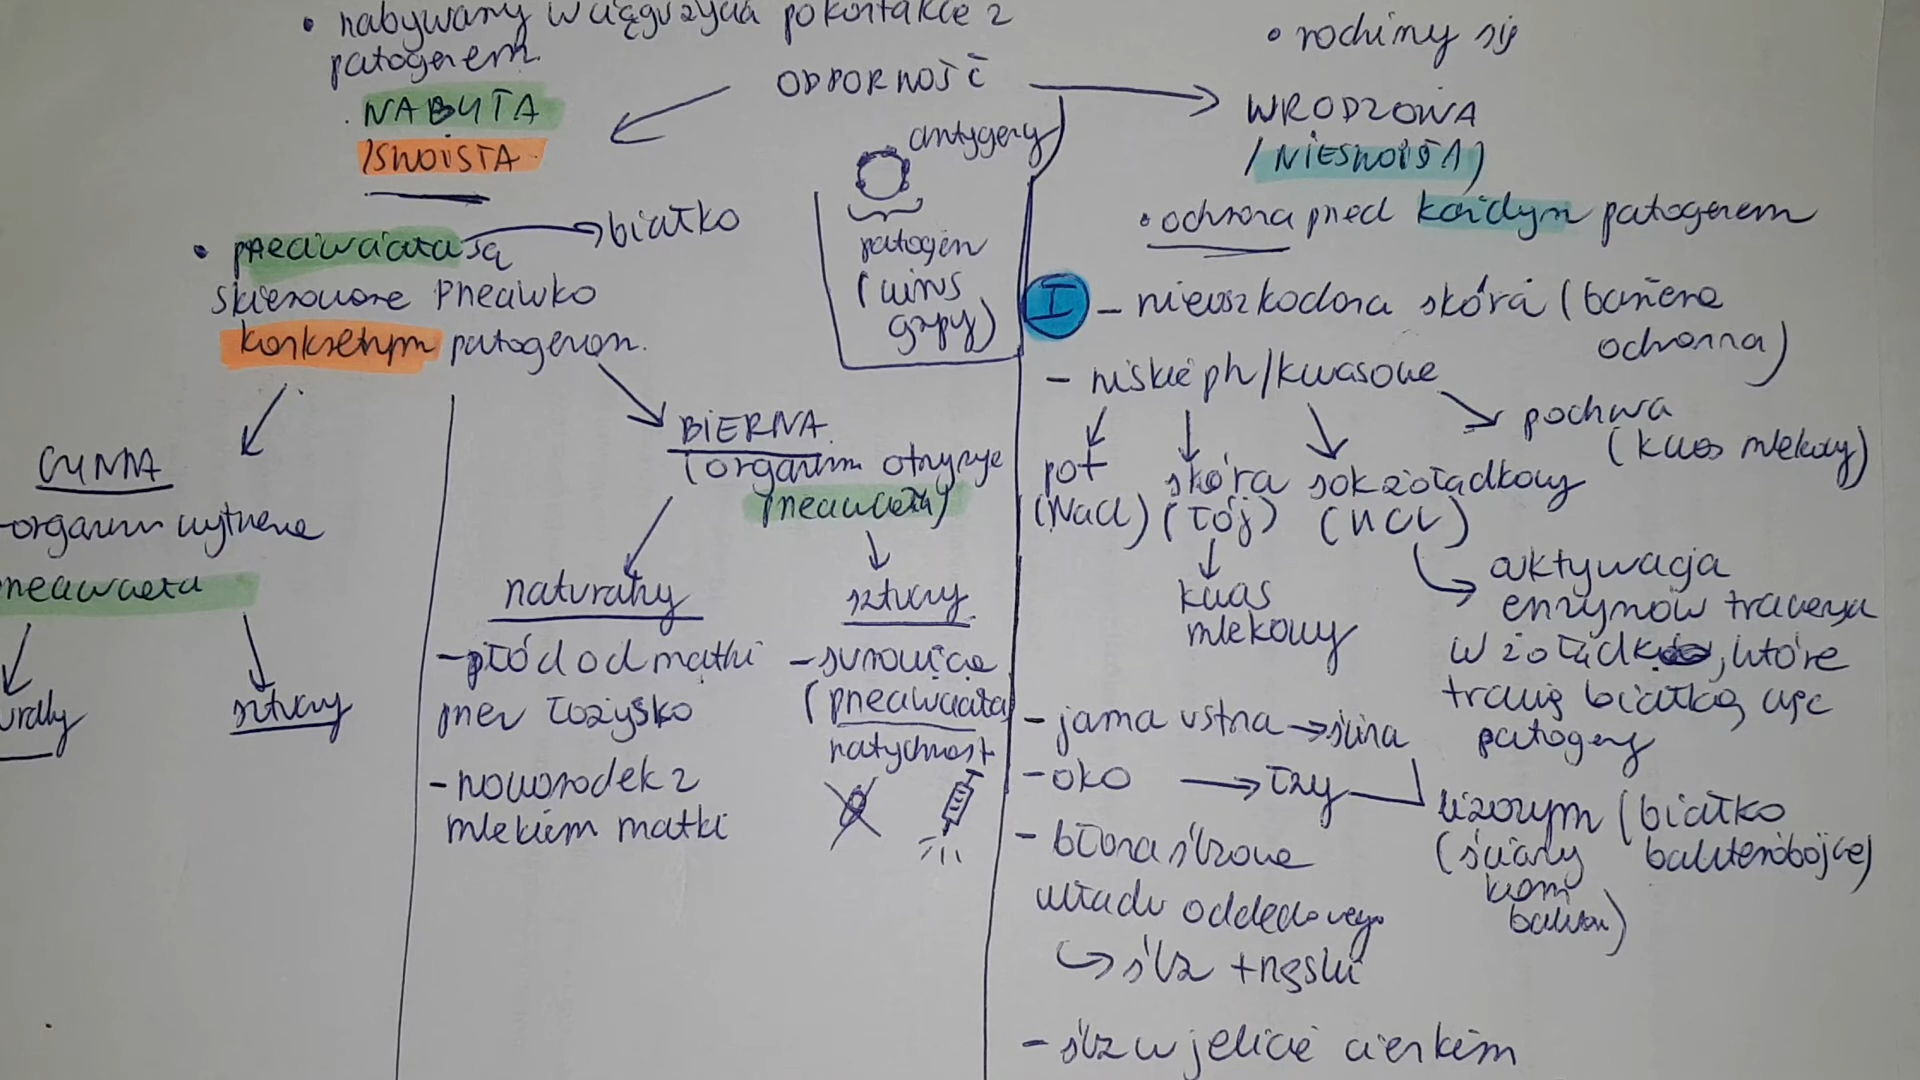 • nabywamy w ciągu życia po kontakcie z
patogenem.
ODPORNOŚĆ
NABYTA
/SWOISTA
• przeciwciała są → białko
skierowane przeciwko
konkretnym patogenom.
CZYNNA
-organizm wytwarza
przeciwciała
sztuczny
BIERNA
(organizm otrzymuje
przeciwciała)
naturalny
- płód od matki
przez łożysko
- noworodek z
mlekiem matki
sztuczny
- surowica
(przeciwciała
natychmiast
antygeny
patogen
(wirus
grypy)
• rodzimy się
WRODZONA
/NIESWOISTA)
• ochrona przed każdym patogenem
I
- nieuszkodzona skóra (bariera
ochronna)
- niskie ph/kwasowe
pochwa
(kwas mlekowy)
pot
(NaCl)
skóra
(łój)
kwas
mlekowy
sok żołądkowy
(HCl)
aktywacja
enzymów trawienia
w żołądku, które
trawią białka, więc
patogeny
- jama ustna → ślina
- oko → łzy
lizozym (białko
bakteriobójcze)
(ściany
kom
bakter)
- błona śluzowa
układu oddechowego
↳ śluz + rzęski
- śluz w jelicie cienkim